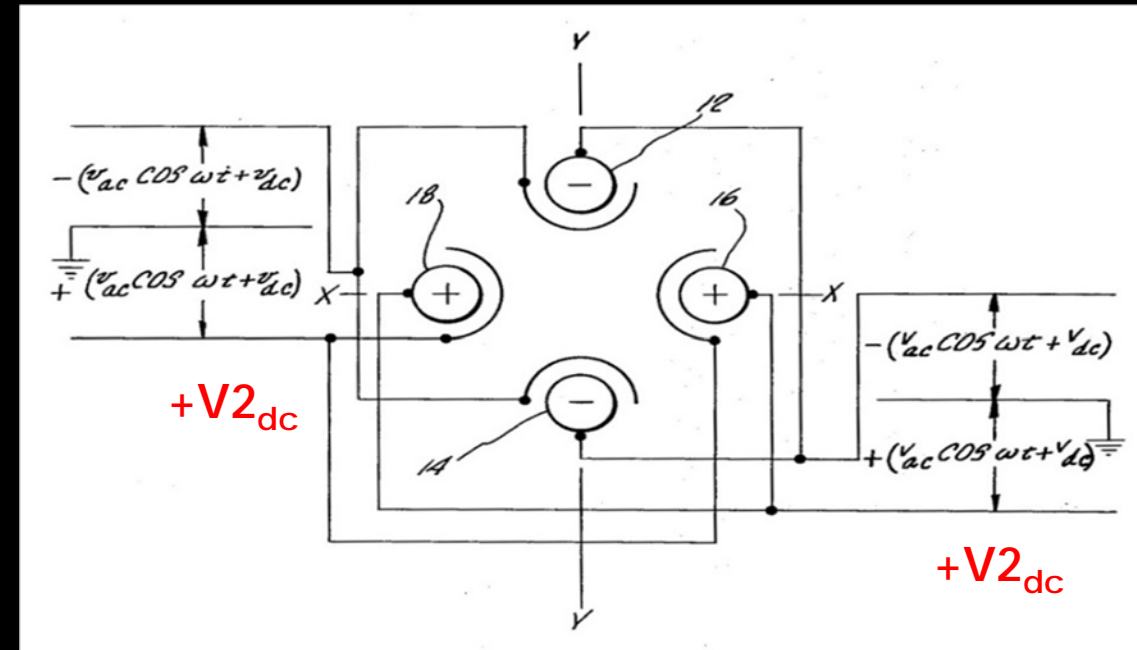 Y
12
-(vac COS ωt+vdc)
18
16
+ (vac COS ωt+vdc)
X
X
-
+
+
-
-(vac COS ωt+vdc)
+V2dc
14
+(vac COS ωt+vdc)
Y
+V2dc